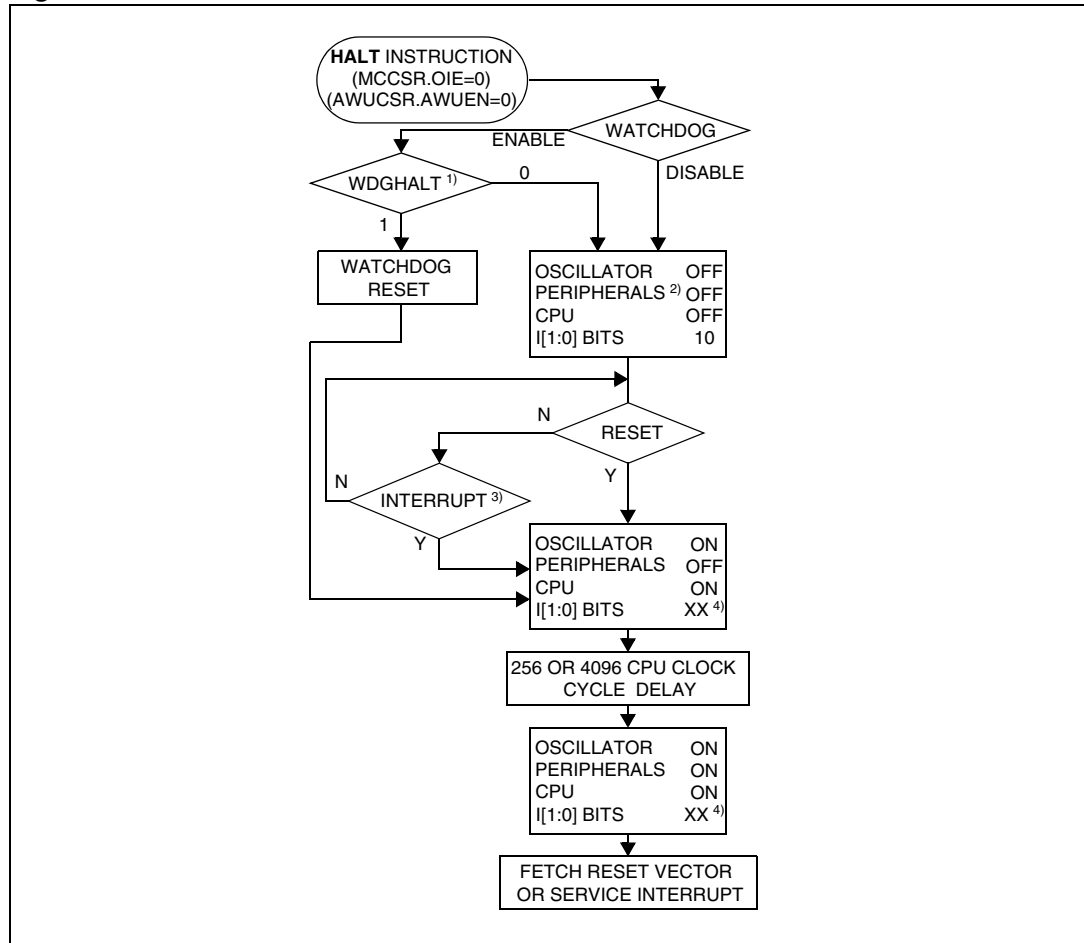 HALT INSTRUCTION
(MCCSR.OIE=0)
(AWUCSR.AWUEN=0)
WATCHDOG
ENABLE
DISABLE
WDGHALT 1)
0
1
WATCHDOG
RESET
OSCILLATOR OFF
PERIPHERALS 2) OFF
CPU OFF
I[1:0] BITS 10
N
RESET
Y
N
INTERRUPT 3)
Y
OSCILLATOR ON
PERIPHERALS OFF
CPU ON
I[1:0] BITS XX 4)
256 OR 4096 CPU CLOCK
CYCLE DELAY
OSCILLATOR ON
PERIPHERALS ON
CPU ON
I[1:0] BITS XX 4)
FETCH RESET VECTOR
OR SERVICE INTERRUPT